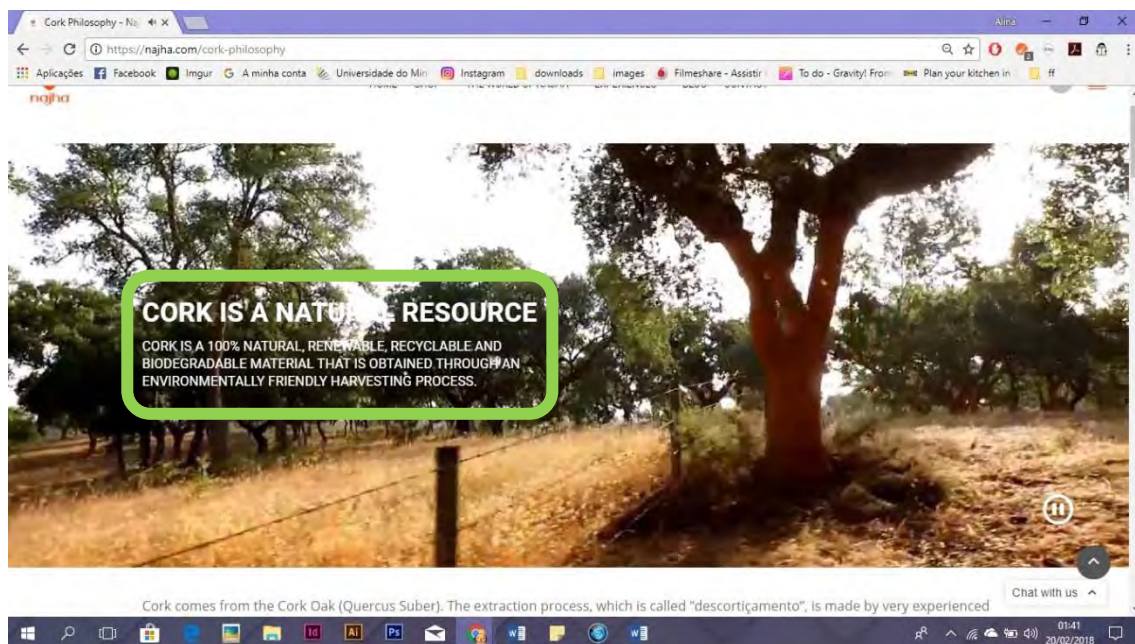 Cork Philosophy - Na
Alina
https://najha.com/cork-philosophy
Aplicações Facebook Imgur A minha conta Universidade do Min Instagram downloads images Filmeshare - Assistir To do - Gravity! From Plan your kitchen in ff
najha
CORK IS A NATURAL RESOURCE
CORK IS A 100% NATURAL, RENEWABLE, RECYCLABLE AND
BIODEGRADABLE MATERIAL THAT IS OBTAINED THROUGH AN
ENVIRONMENTALLY FRIENDLY HARVESTING PROCESS.
Chat with us
Cork comes from the Cork Oak (Quercus Suber). The extraction process, which is called "descortiçamento", is made by very experienced
Id Ai Ps
01:41
20/02/2018